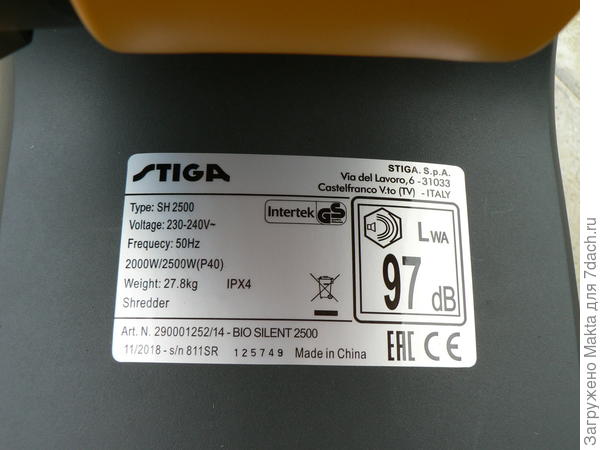 STIGA
STIGA. S.p.A.
Via del Lavoro,6 - 31033
Castelfranco V.to (TV) - ITALY
Type: SH 2500
Voltage: 230-240V~
Frequecy: 50Hz
2000W/2500W(P40)
Weight: 27.8kg IPX4
Shredder
Intertek GS
LWA
97 dB
Art. N. 290001252/14 - BIO SILENT 2500
11/2018 - s/n 811SR 125749 Made in China
EAC CE
Загружено Makta для 7dach.ru